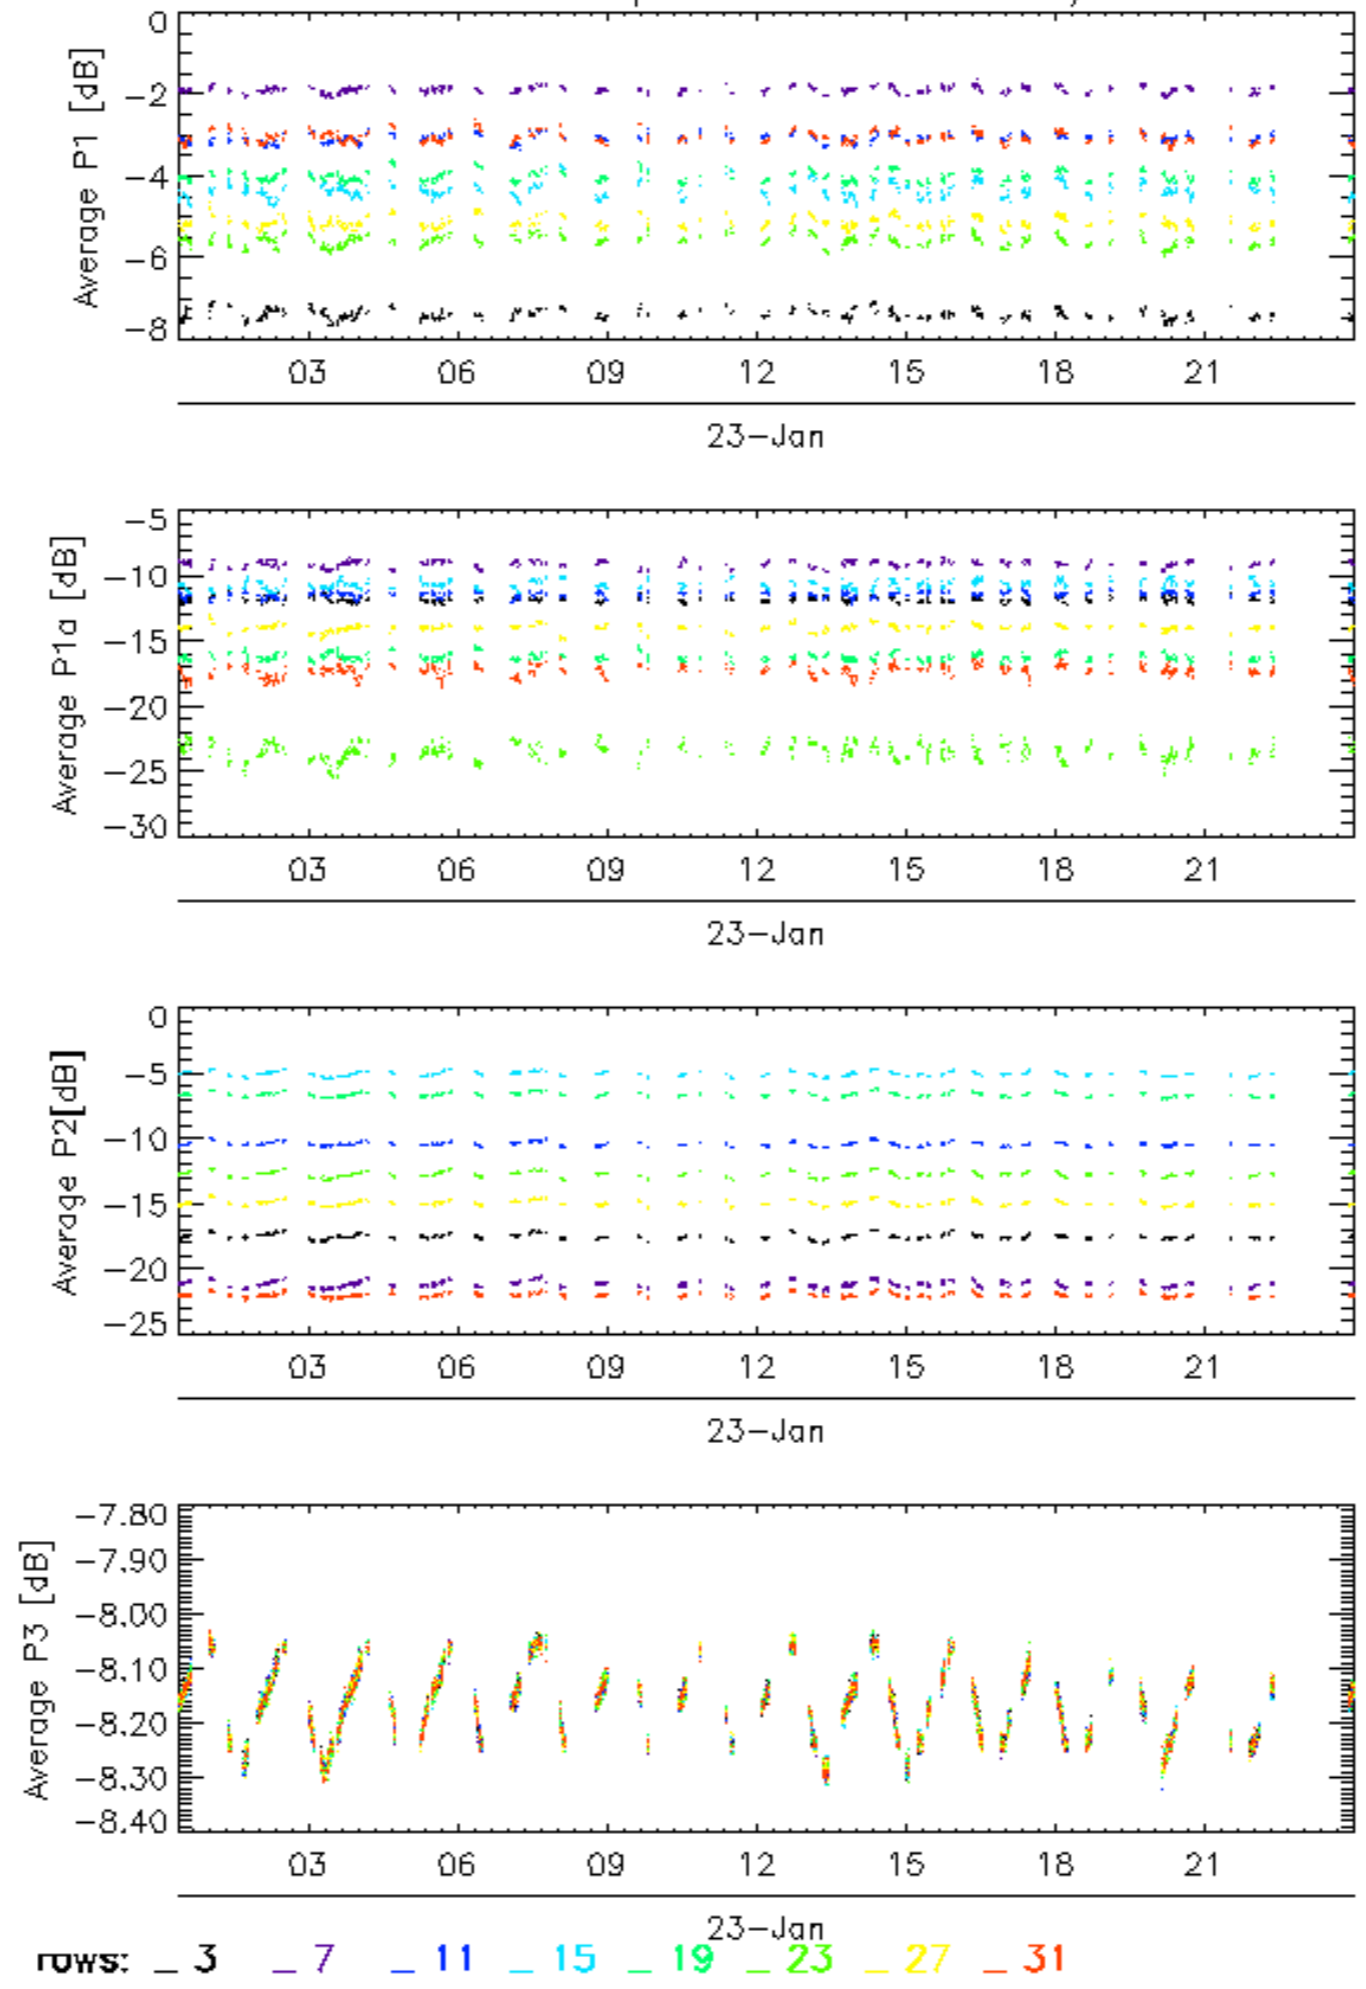 0
-2
-4
-6
-8
Average P1 [dB]
03 06 09 12 15 18 21
23-Jan
-5
-10
-15
-20
-25
-30
Average P1a [dB]
03 06 09 12 15 18 21
23-Jan
0
-5
-10
-15
-20
-25
Average P2[dB]
03 06 09 12 15 18 21
23-Jan
-7.80
-7.90
-8.00
-8.10
-8.20
-8.30
-8.40
Average P3 [dB]
03 06 09 12 15 18 21
23-Jan
rows: _ 3 _ 7 _ 11 _ 15 _ 19 _ 23 _ 27 _ 31